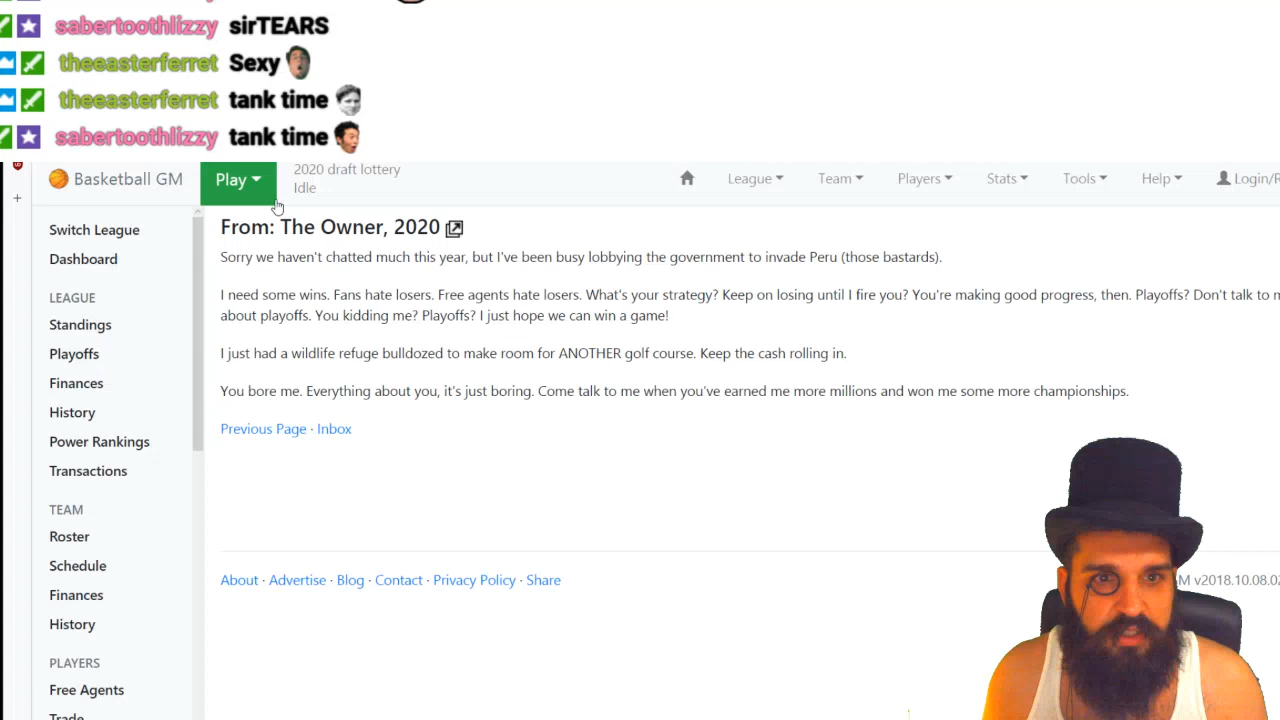 sabertoothlizzy sirTEARS
theeasterferret Sexy
theeasterferret tank time
sabertoothlizzy tank time
Basketball GM
Play
2020 draft lottery
Idle
League
Team
Players
Stats
Tools
Help
Login/R
Switch League
Dashboard
LEAGUE
Standings
Playoffs
Finances
History
Power Rankings
Transactions
TEAM
Roster
Schedule
Finances
History
PLAYERS
Free Agents
Trade
From: The Owner, 2020
Sorry we haven't chatted much this year, but I've been busy lobbying the government to invade Peru (those bastards).
I need some wins. Fans hate losers. Free agents hate losers. What's your strategy? Keep on losing until I fire you? You're making good progress, then. Playoffs? Don't talk to m
about playoffs. You kidding me? Playoffs? I just hope we can win a game!
I just had a wildlife refuge bulldozed to make room for ANOTHER golf course. Keep the cash rolling in.
You bore me. Everything about you, it's just boring. Come talk to me when you've earned me more millions and won me some more championships.
Previous Page · Inbox
About · Advertise · Blog · Contact · Privacy Policy · Share
M v2018.10.08.02